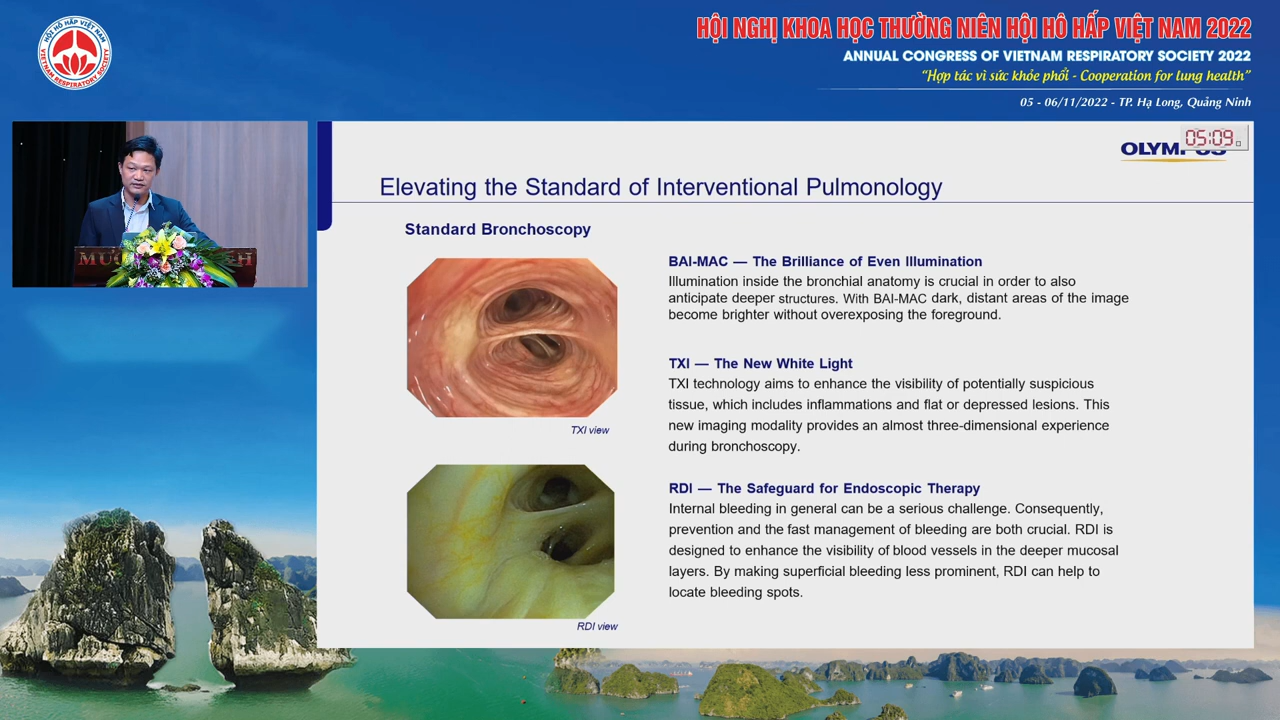 HỘI HÔ HẤP VIỆT NAM
VIETNAM RESPIRATORY SOCIETY
HỘI NGHỊ KHOA HỌC THƯỜNG NIÊN HỘI HÔ HẤP VIỆT NAM 2022
ANNUAL CONGRESS OF VIETNAM RESPIRATORY SOCIETY 2022
“Hợp tác vì sức khỏe phổi - Cooperation for lung health”
05 - 06/11/2022 - TP. Hạ Long, Quảng Ninh
05:09
Elevating the Standard of Interventional Pulmonology
Standard Bronchoscopy
TXI view
RDI view
BAI-MAC — The Brilliance of Even Illumination
Illumination inside the bronchial anatomy is crucial in order to also
anticipate deeper structures. With BAI-MAC dark, distant areas of the image
become brighter without overexposing the foreground.
TXI — The New White Light
TXI technology aims to enhance the visibility of potentially suspicious
tissue, which includes inflammations and flat or depressed lesions. This
new imaging modality provides an almost three-dimensional experience
during bronchoscopy.
RDI — The Safeguard for Endoscopic Therapy
Internal bleeding in general can be a serious challenge. Consequently,
prevention and the fast management of bleeding are both crucial. RDI is
designed to enhance the visibility of blood vessels in the deeper mucosal
layers. By making superficial bleeding less prominent, RDI can help to
locate bleeding spots.